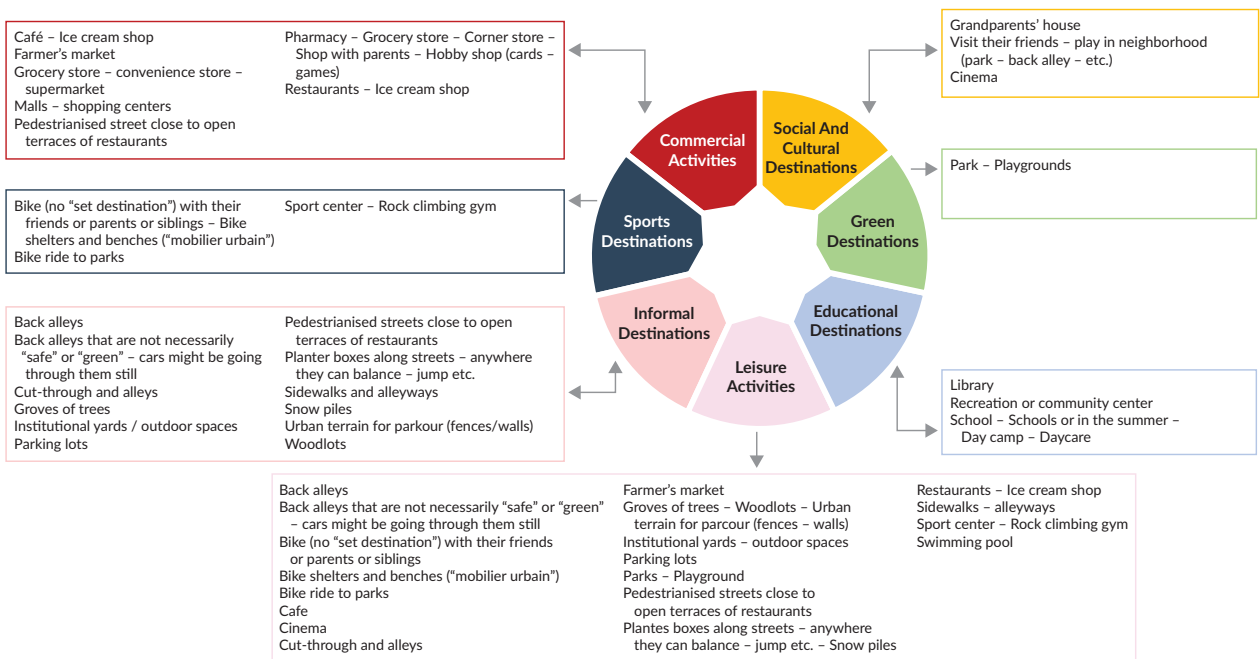 Café – Ice cream shop
Farmer's market
Grocery store – convenience store –
supermarket
Malls – shopping centers
Pedestrianised street close to open
terraces of restaurants
Pharmacy – Grocery store – Corner store –
Shop with parents – Hobby shop (cards –
games)
Restaurants – Ice cream shop
Grandparents' house
Visit their friends – play in neighborhood
(park – back alley – etc.)
Cinema
Commercial
Activities
Social And
Cultural
Destinations
Park – Playgrounds
Bike (no “set destination”) with their
friends or parents or siblings – Bike
shelters and benches (“mobilier urbain”)
Bike ride to parks
Sport center – Rock climbing gym
Sports
Destinations
Green
Destinations
Informal
Destinations
Educational
Destinations
Leisure
Activities
Back alleys
Back alleys that are not necessarily
“safe” or “green” – cars might be going
through them still
Cut-through and alleys
Groves of trees
Institutional yards / outdoor spaces
Parking lots
Pedestrianised streets close to open
terraces of restaurants
Planter boxes along streets – anywhere
they can balance – jump etc.
Sidewalks and alleyways
Snow piles
Urban terrain for parkour (fences/walls)
Woodlots
Library
Recreation or community center
School – Schools or in the summer –
Day camp – Daycare
Back alleys
Back alleys that are not necessarily “safe” or “green”
– cars might be going through them still
Bike (no “set destination”) with their friends
or parents or siblings
Bike shelters and benches (“mobilier urbain”)
Bike ride to parks
Cafe
Cinema
Cut-through and alleys
Farmer's market
Groves of trees – Woodlots – Urban
terrain for parcour (fences – walls)
Institutional yards – outdoor spaces
Parking lots
Parks – Playground
Pedestrianised streets close to
open terraces of restaurants
Plantes boxes along streets – anywhere
they can balance – jump etc. – Snow piles
Restaurants – Ice cream shop
Sidewalks – alleyways
Sport center – Rock climbing gym
Swimming pool